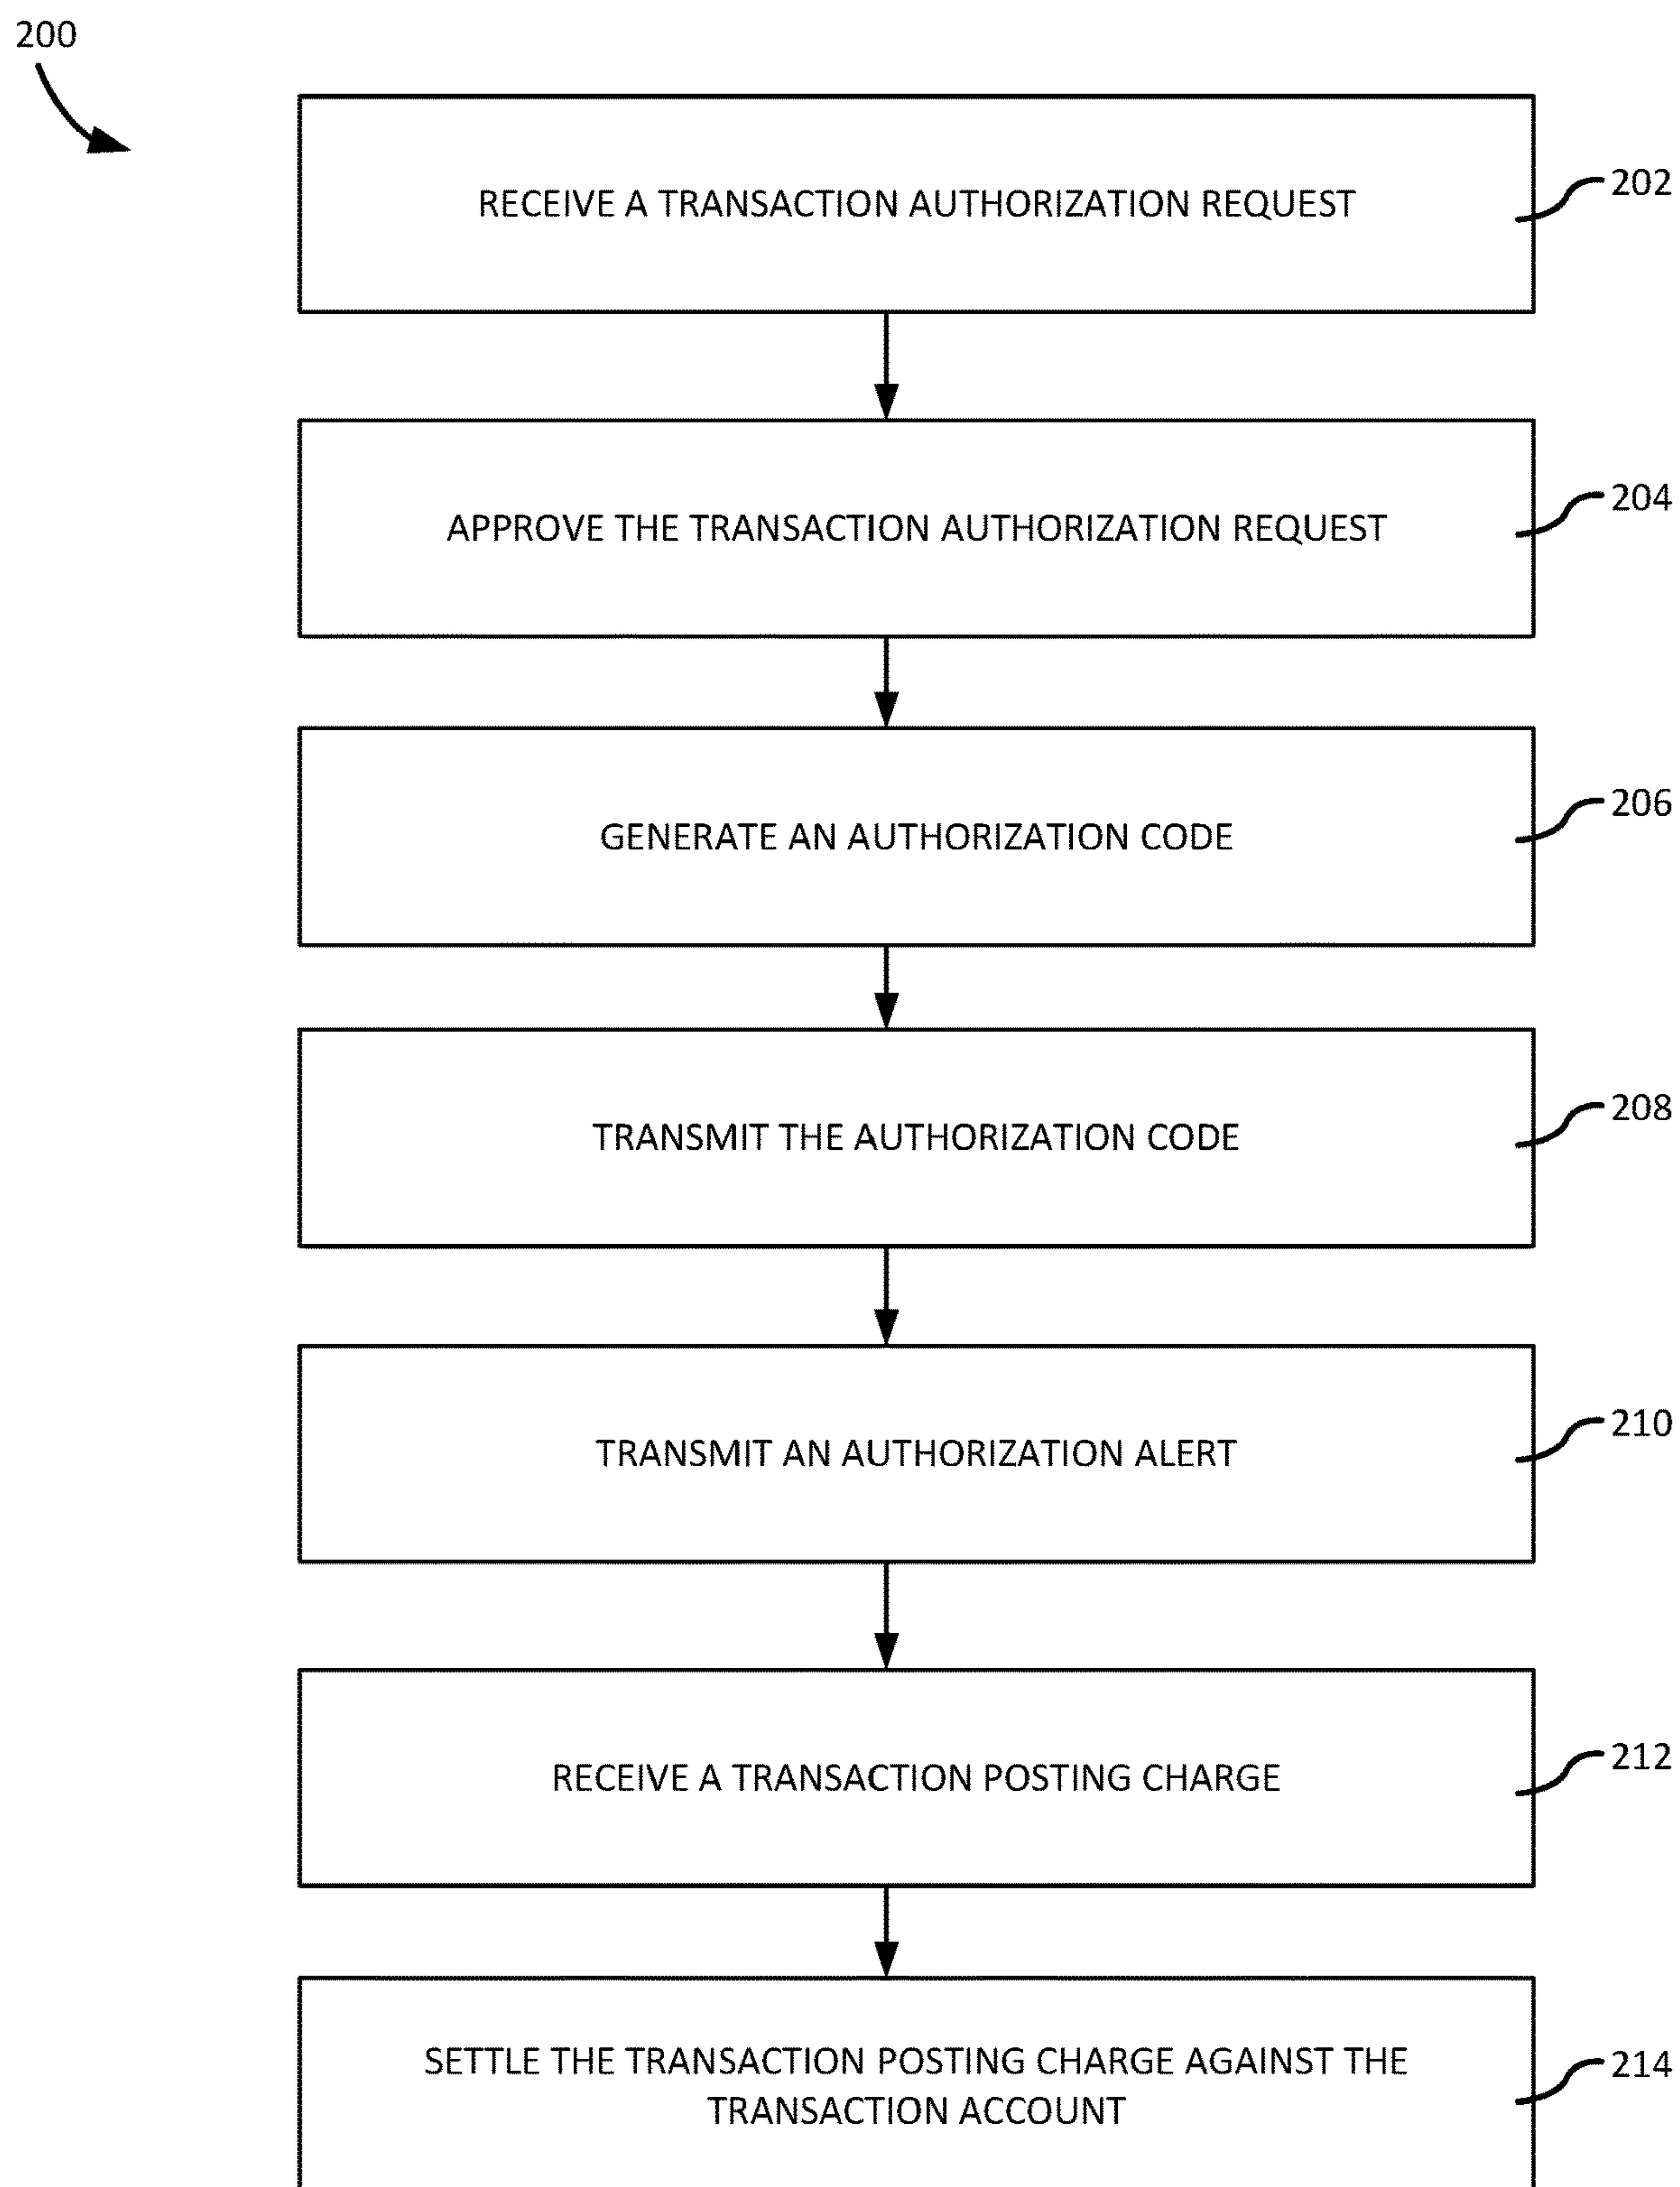 200
RECEIVE A TRANSACTION AUTHORIZATION REQUEST
202
APPROVE THE TRANSACTION AUTHORIZATION REQUEST
204
GENERATE AN AUTHORIZATION CODE
206
TRANSMIT THE AUTHORIZATION CODE
208
TRANSMIT AN AUTHORIZATION ALERT
210
RECEIVE A TRANSACTION POSTING CHARGE
212
SETTLE THE TRANSACTION POSTING CHARGE AGAINST THE
TRANSACTION ACCOUNT
214